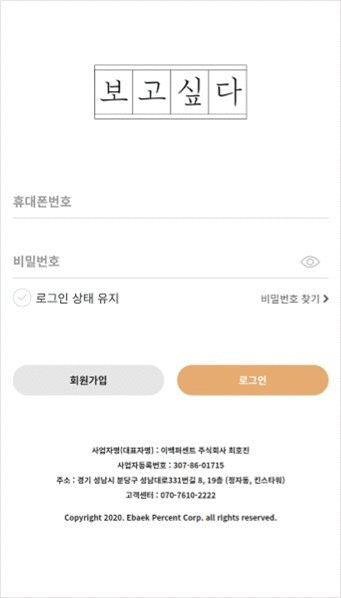 보고싶다
휴대폰번호
비밀번호
로그인 상태 유지
비밀번호 찾기
회원가입
로그인
사업자명(대표자명) : 이백퍼센트 주식회사 최호진
사업자등록번호 : 307-86-01715
주소 : 경기 성남시 분당구 성남대로331번길 8, 19층 (정자동, 킨스타워)
고객센터 : 070-7610-2222
Copyright 2020. Ebaek Percent Corp. all rights reserved.